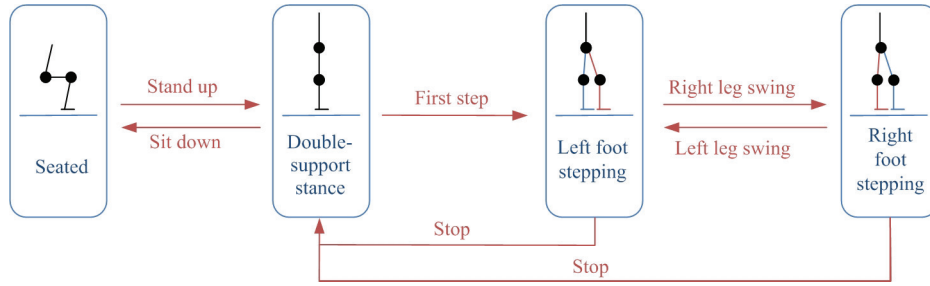 Stand up
Sit down
Seated
Double-
support
stance
First step
Left foot
stepping
Right leg swing
Left leg swing
Right
foot
stepping
Stop
Stop